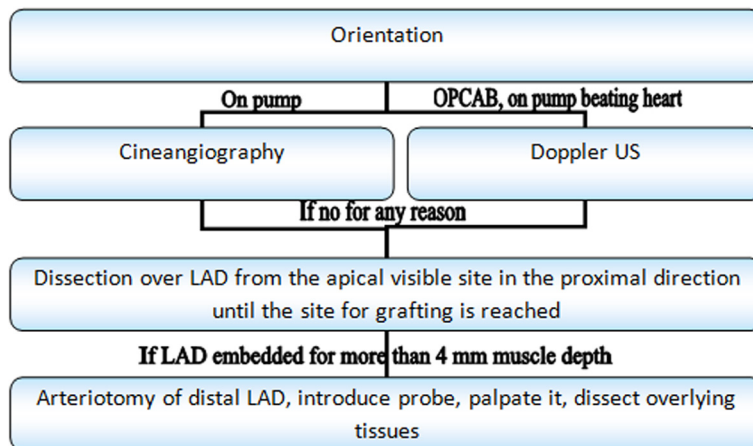 Orientation
On pump
OPCAB, on pump beating heart
Cineangiography
Doppler US
If no for any reason
Dissection over LAD from the apical visible site in the proximal direction
until the site for grafting is reached
If LAD embedded for more than 4 mm muscle depth
Arteriotomy of distal LAD, introduce probe, palpate it, dissect overlying
tissues